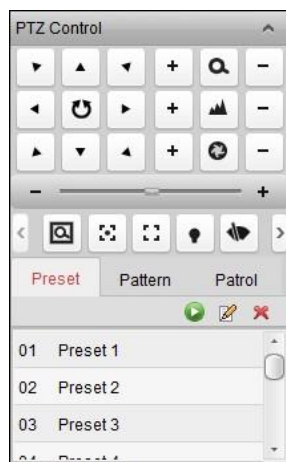 PTZ Control
+ −
+ −
+ −
− +
Preset Pattern Patrol
01 Preset 1
02 Preset 2
03 Preset 3